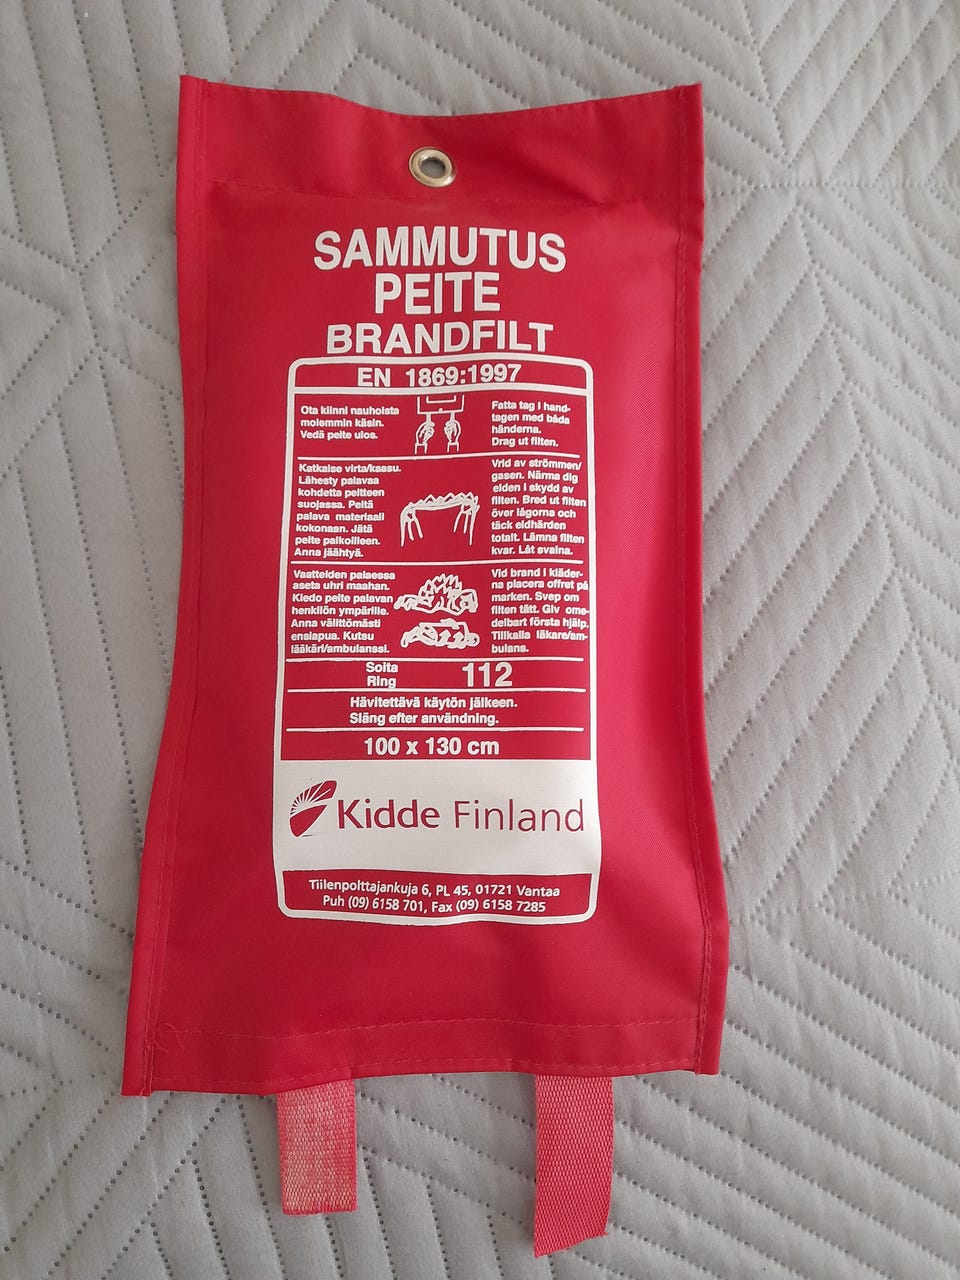 SAMMUTUS
PEITE
BRANDFILT
EN 1869:1997
Ota kiinni nauhoista
molemmin käsin.
Vedä peite ulos.
Fatta tag i hand-
tagen med båda
händerna.
Drag ut filten.
Katkaise virta/kaasu.
Lähesty palavaa
kohdetta peitteen
suojassa. Peitä
palava materiaali
kokonaan. Jätä
peite paikoilleen.
Anna jäähtyä.
Vrid av strömmen/
gasen. Närma dig
elden i skydd av
filten. Bred ut filten
över lågorna och
täck eldhärden
totalt. Lämna filten
kvar. Låt svalna.
Vaatteiden palaessa
aseta uhri maahan.
Kiedo peite palavan
henkilön ympärille.
Anna välittömästi
ensiapua. Kutsu
lääkäri/ambulanssi.
Vid brand i kläder-
na placera offret på
marken. Svep om
filten tätt. Giv ome-
delbart första hjälp.
Tillkalla läkare/am-
bulans.
Soita
Ring
112
Hävitettävä käytön jälkeen.
Släng efter användning.
100 x 130 cm
Kidde Finland
Tiilenpolttajankuja 6, PL 45, 01721 Vantaa
Puh (09) 6158 701, Fax (09) 6158 7285